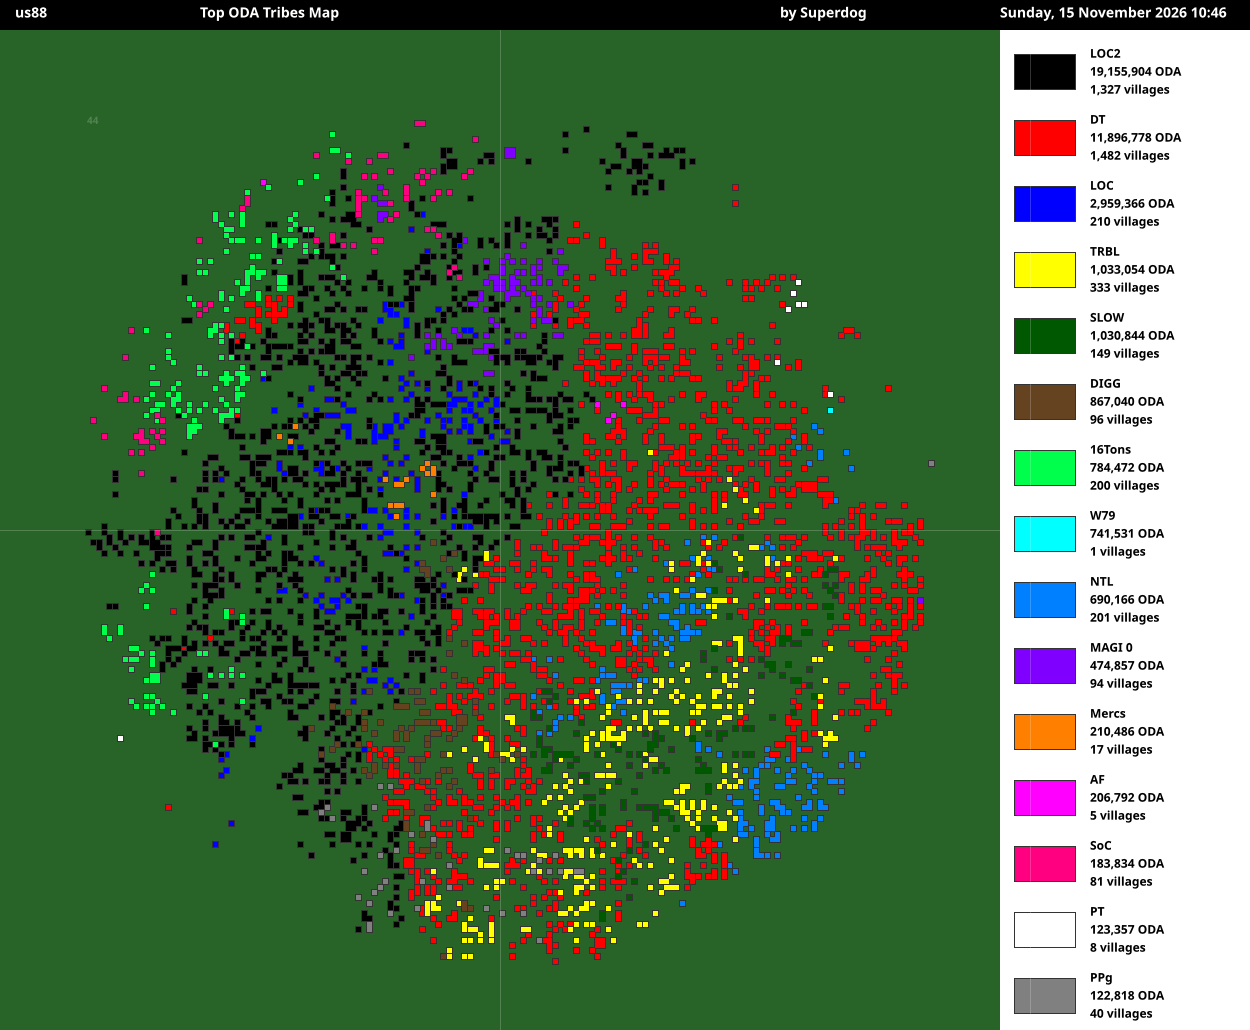 us88 Top ODA Tribes Map by Superdog Sunday, 15 November 2026 10:46
44
LOC2
19,155,904 ODA
1,327 villages
DT
11,896,778 ODA
1,482 villages
LOC
2,959,366 ODA
210 villages
TRBL
1,033,054 ODA
333 villages
SLOW
1,030,844 ODA
149 villages
DIGG
867,040 ODA
96 villages
16Tons
784,472 ODA
200 villages
W79
741,531 ODA
1 villages
NTL
690,166 ODA
201 villages
MAGI 0
474,857 ODA
94 villages
Mercs
210,486 ODA
17 villages
AF
206,792 ODA
5 villages
SoC
183,834 ODA
81 villages
PT
123,357 ODA
8 villages
PPg
122,818 ODA
40 villages